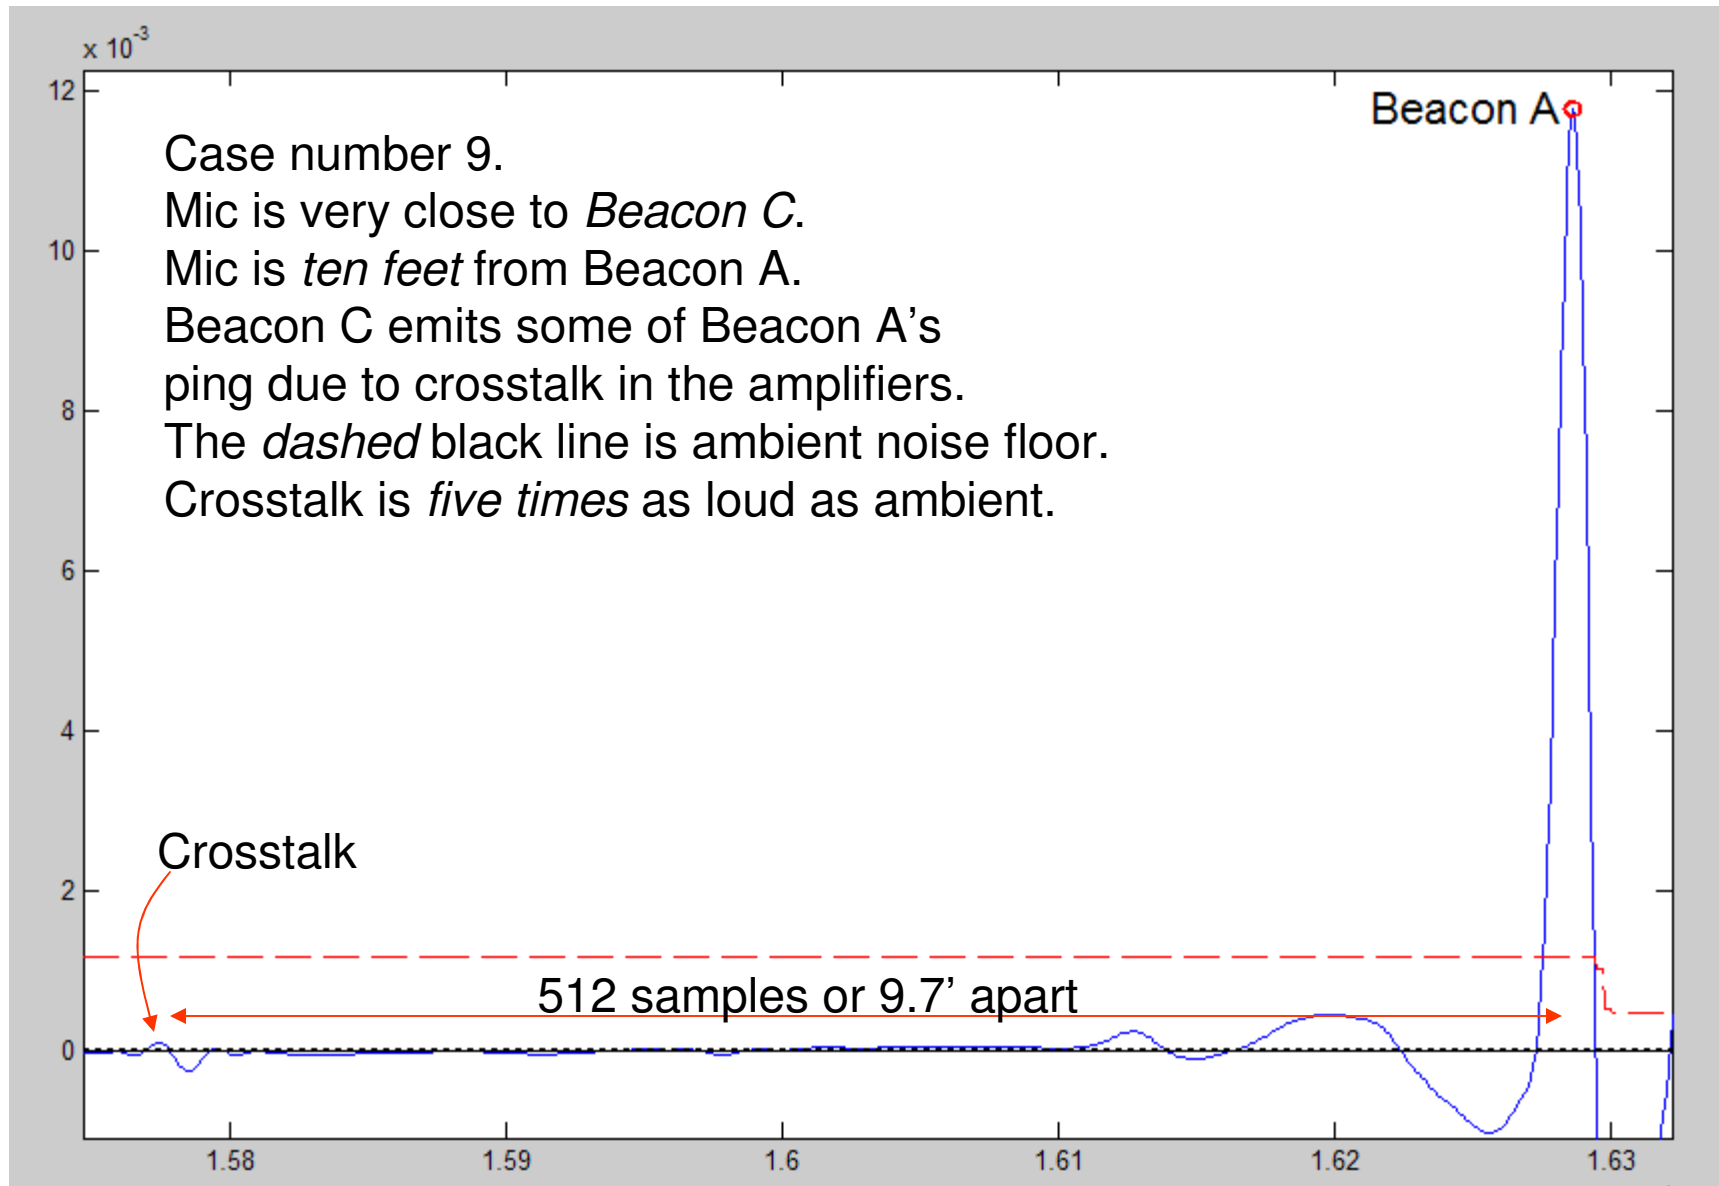 x 10^-3
12
Beacon A
Case number 9.
Mic is very close to Beacon C.
10
Mic is ten feet from Beacon A.
Beacon C emits some of Beacon A's
ping due to crosstalk in the amplifiers.
8
The dashed black line is ambient noise floor.
Crosstalk is five times as loud as ambient.
6
4
Crosstalk
2
512 samples or 9.7' apart
0
1.58 1.59 1.6 1.61 1.62 1.63